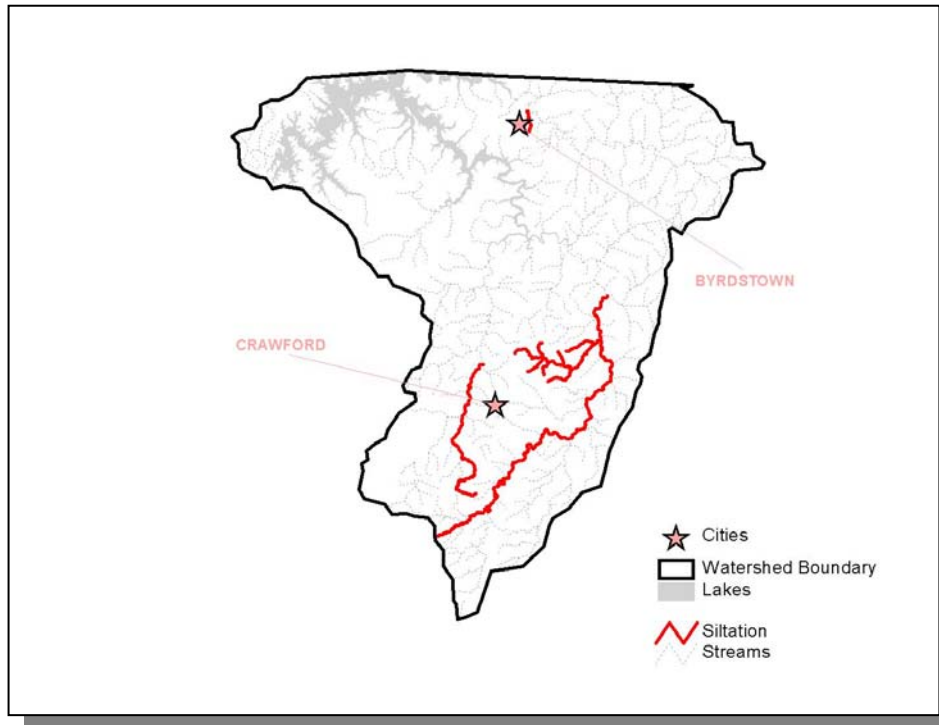 BYRDSTOWN
CRAWFORD
Cities
Watershed Boundary
Lakes
Siltation
Streams